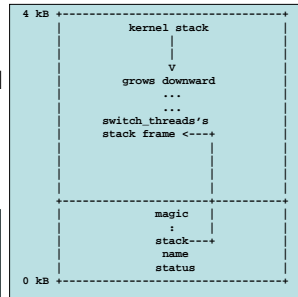 4 kB +---------------------------------+
kernel stack
|
|
V
grows downward
...
...
switch_threads's
stack frame <---+
+---------------------------------+
magic
:
stack---+
name
status
0 kB +---------------------------------+